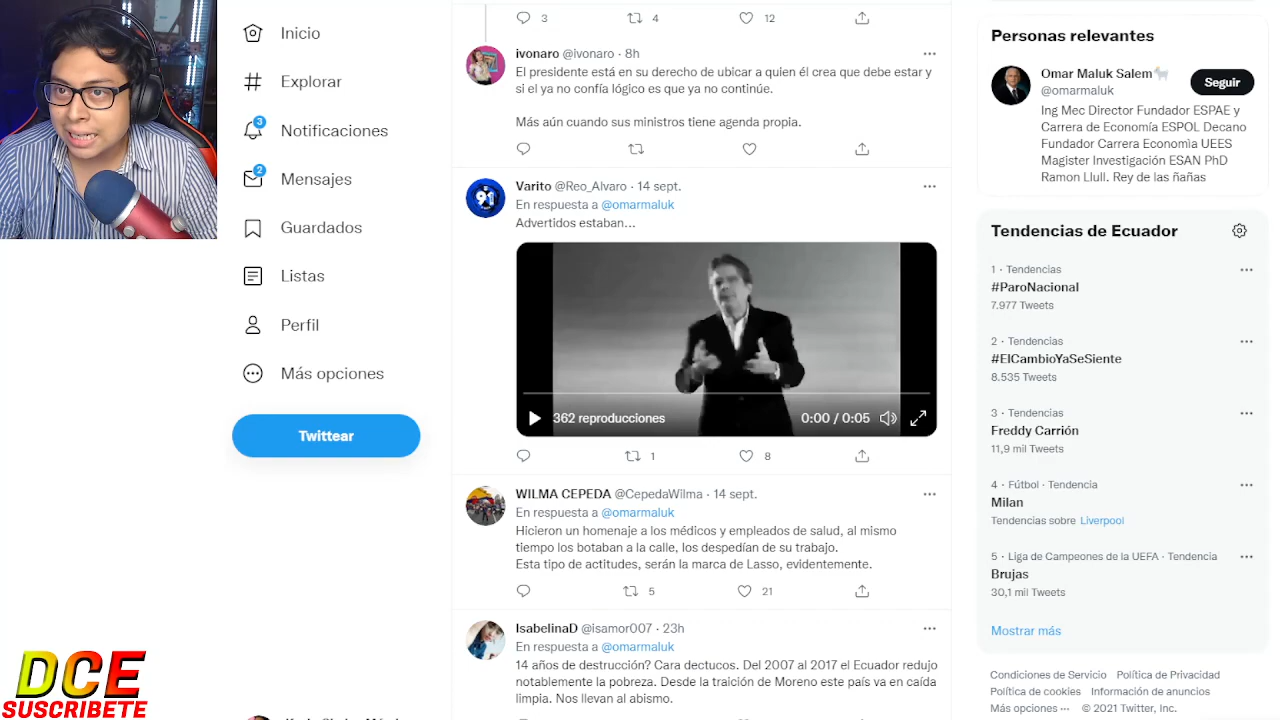 Inicio
Explorar
3
Notificaciones
2
Mensajes
Guardados
Listas
Perfil
Más opciones
Twittear
DCE
SUSCRIBETE
3 4 12
ivonaro @ivonaro · 8h
El presidente está en su derecho de ubicar a quien él crea que debe estar y
si el ya no confía lógico es que ya no continúe.
Más aún cuando sus ministros tiene agenda propia.
Varito @Reo_Alvaro · 14 sept.
En respuesta a @omarmaluk
Advertidos estaban...
91
362 reproducciones 0:00 / 0:05
1 8
WILMA CEPEDA @CepedaWilma · 14 sept.
En respuesta a @omarmaluk
Hicieron un homenaje a los médicos y empleados de salud, al mismo
tiempo los botaban a la calle, los despedían de su trabajo.
Esta tipo de actitudes, serán la marca de Lasso, evidentemente.
5 21
IsabelinaD @isamor007 · 23h
En respuesta a @omarmaluk
14 años de destrucción? Cara dectucos. Del 2007 al 2017 el Ecuador redujo
notablemente la pobreza. Desde la traición de Moreno este país va en caída
limpia. Nos llevan al abismo.
Personas relevantes
Omar Maluk Salem
@omarmaluk
Seguir
Ing Mec Director Fundador ESPAE y
Carrera de Economía ESPOL Decano
Fundador Carrera Economìa UEES
Magister Investigación ESAN PhD
Ramon Llull. Rey de las ñañas
Tendencias de Ecuador
1 · Tendencias
#ParoNacional
7.977 Tweets
2 · Tendencias
#ElCambioYaSeSiente
8.535 Tweets
3 · Tendencias
Freddy Carrión
11,9 mil Tweets
4 · Fútbol · Tendencia
Milan
Tendencias sobre Liverpool
5 · Liga de Campeones de la UEFA · Tendencia
Brujas
30,1 mil Tweets
Mostrar más
Condiciones de Servicio Política de Privacidad
Política de cookies Información de anuncios
Más opciones ··· © 2021 Twitter, Inc.